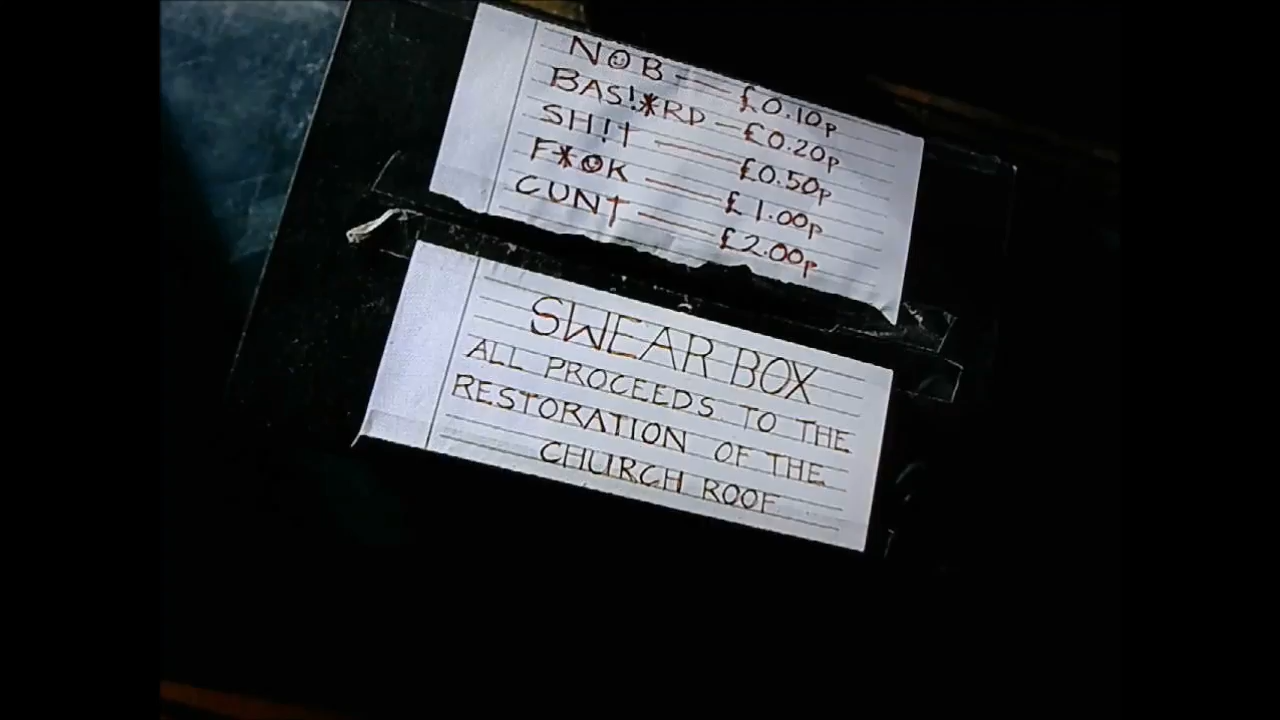 NOB — £0.10p
BAS!*RD — £0.20p
SH!T — £0.50p
F*OK — £1.00p
CUNT — £2.00p
SWEAR BOX
ALL PROCEEDS TO THE
RESTORATION OF THE
CHURCH ROOF